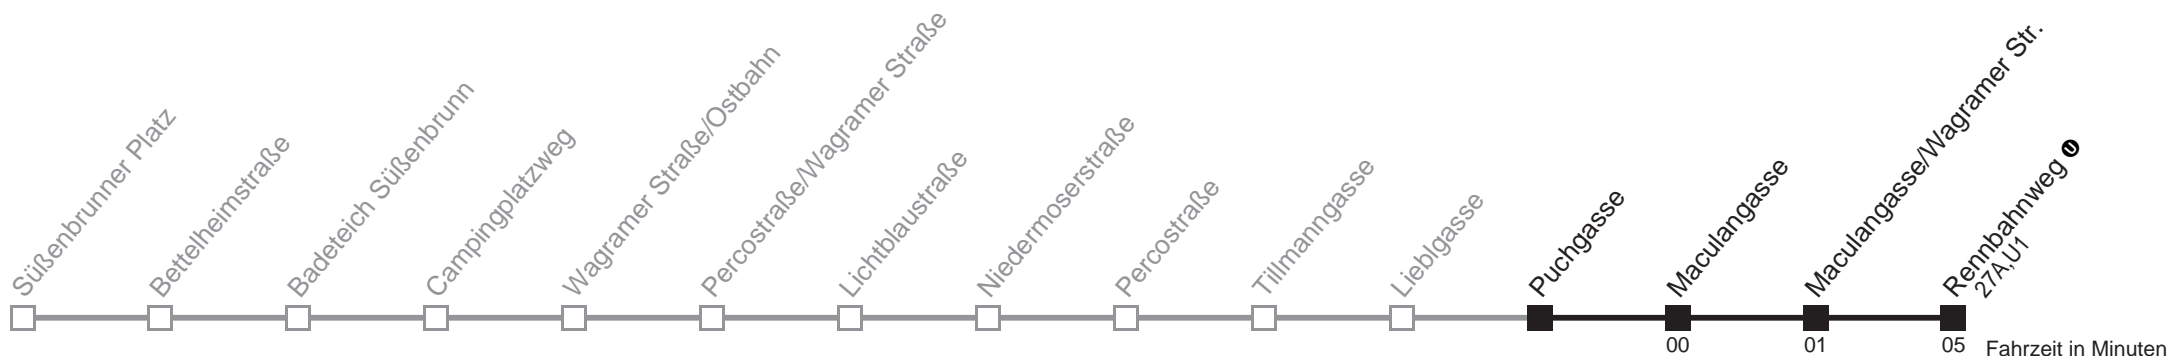 Süßenbrunner Platz
Bettelheimstraße
Badeteich Süßenbrunn
Campingplatzweg
Wagramer Straße/Ostbahn
Percostraße/Wagramer Straße
Lichtblaustraße
Niedermoserstraße
Percostraße
Tillmanngasse
Lieblgasse
Puchgasse
Maculangasse
Maculangasse/Wagramer Str.
Rennbahnweg U
27A,U1
00 01 05 Fahrzeit in Minuten